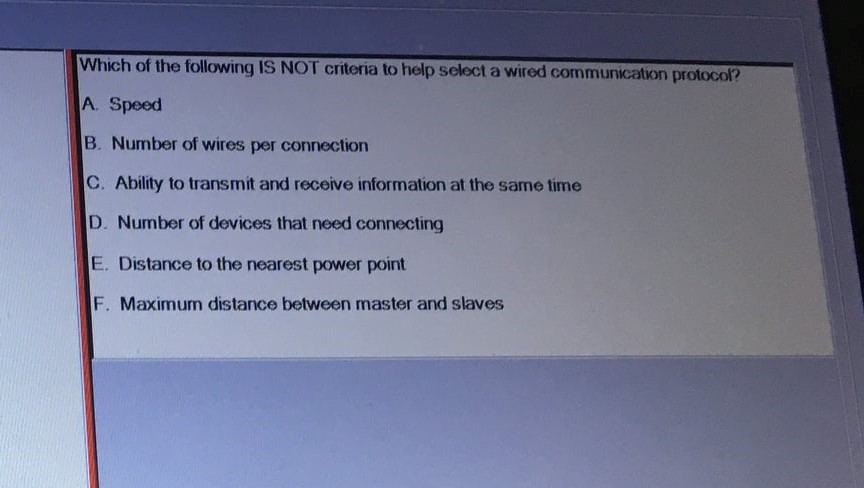 Which of the following IS NOT criteria to help select a wired communication protocol?
A. Speed
B. Number of wires per connection
C. Ability to transmit and receive information at the same time
D. Number of devices that need connecting
E. Distance to the nearest power point
F. Maximum distance between master and slaves